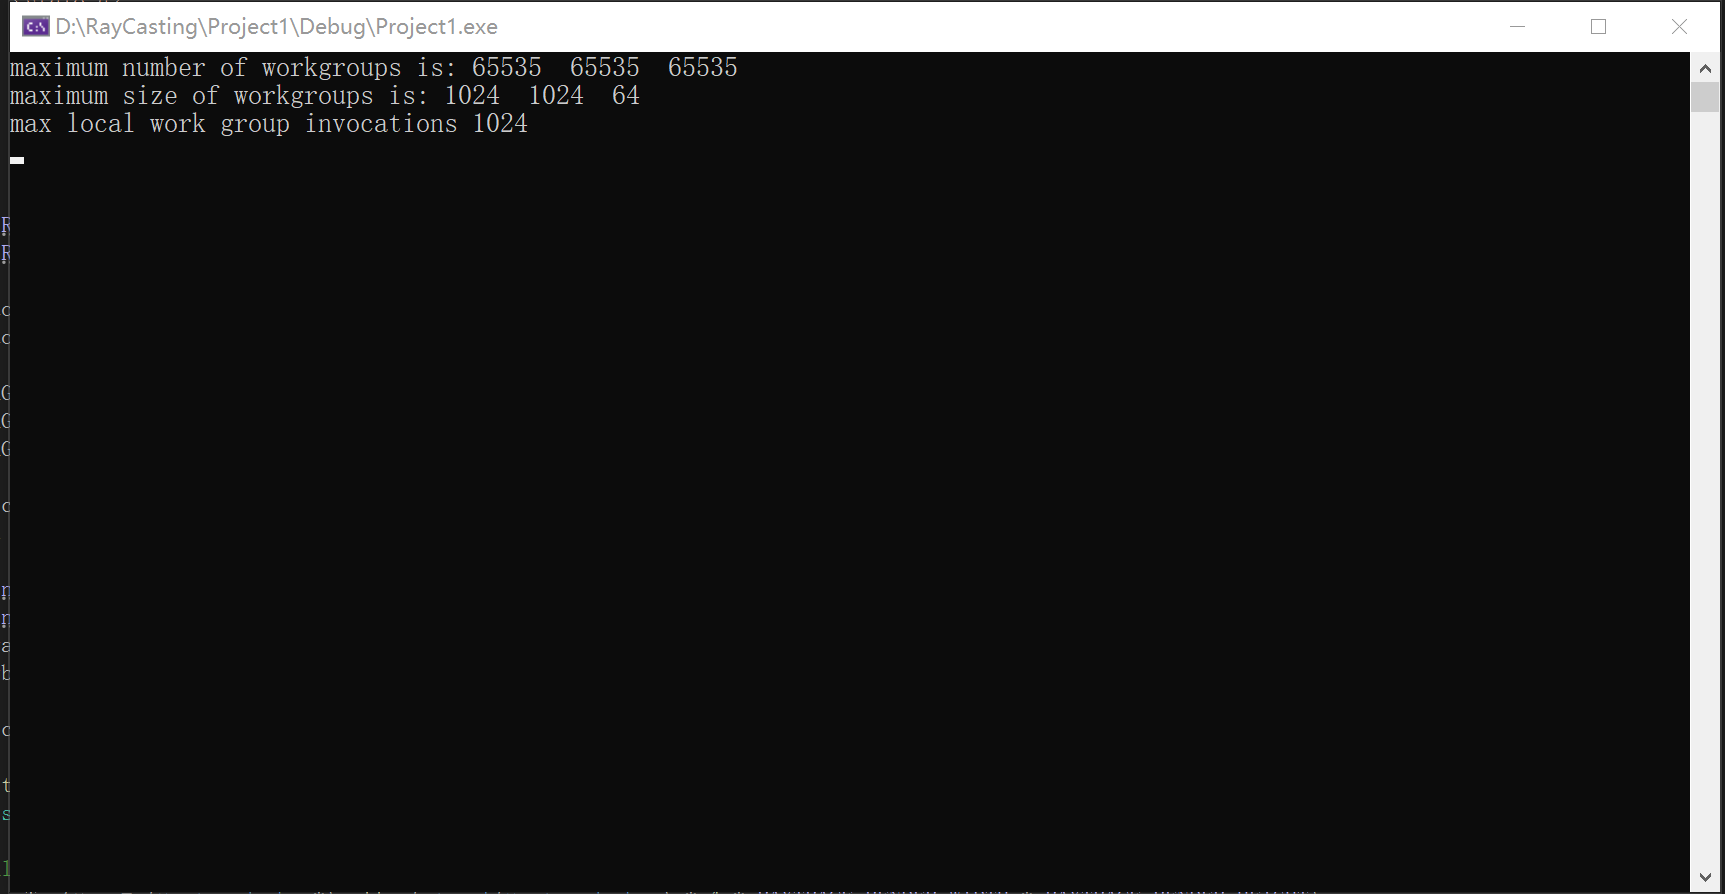 D:\RayCasting\Project1\Debug\Project1.exe
maximum number of workgroups is: 65535  65535  65535
maximum size of workgroups is: 1024  1024  64
max local work group invocations 1024
R
R
c
c
G
G
G
c
n
n
a
b
c
t
s
l